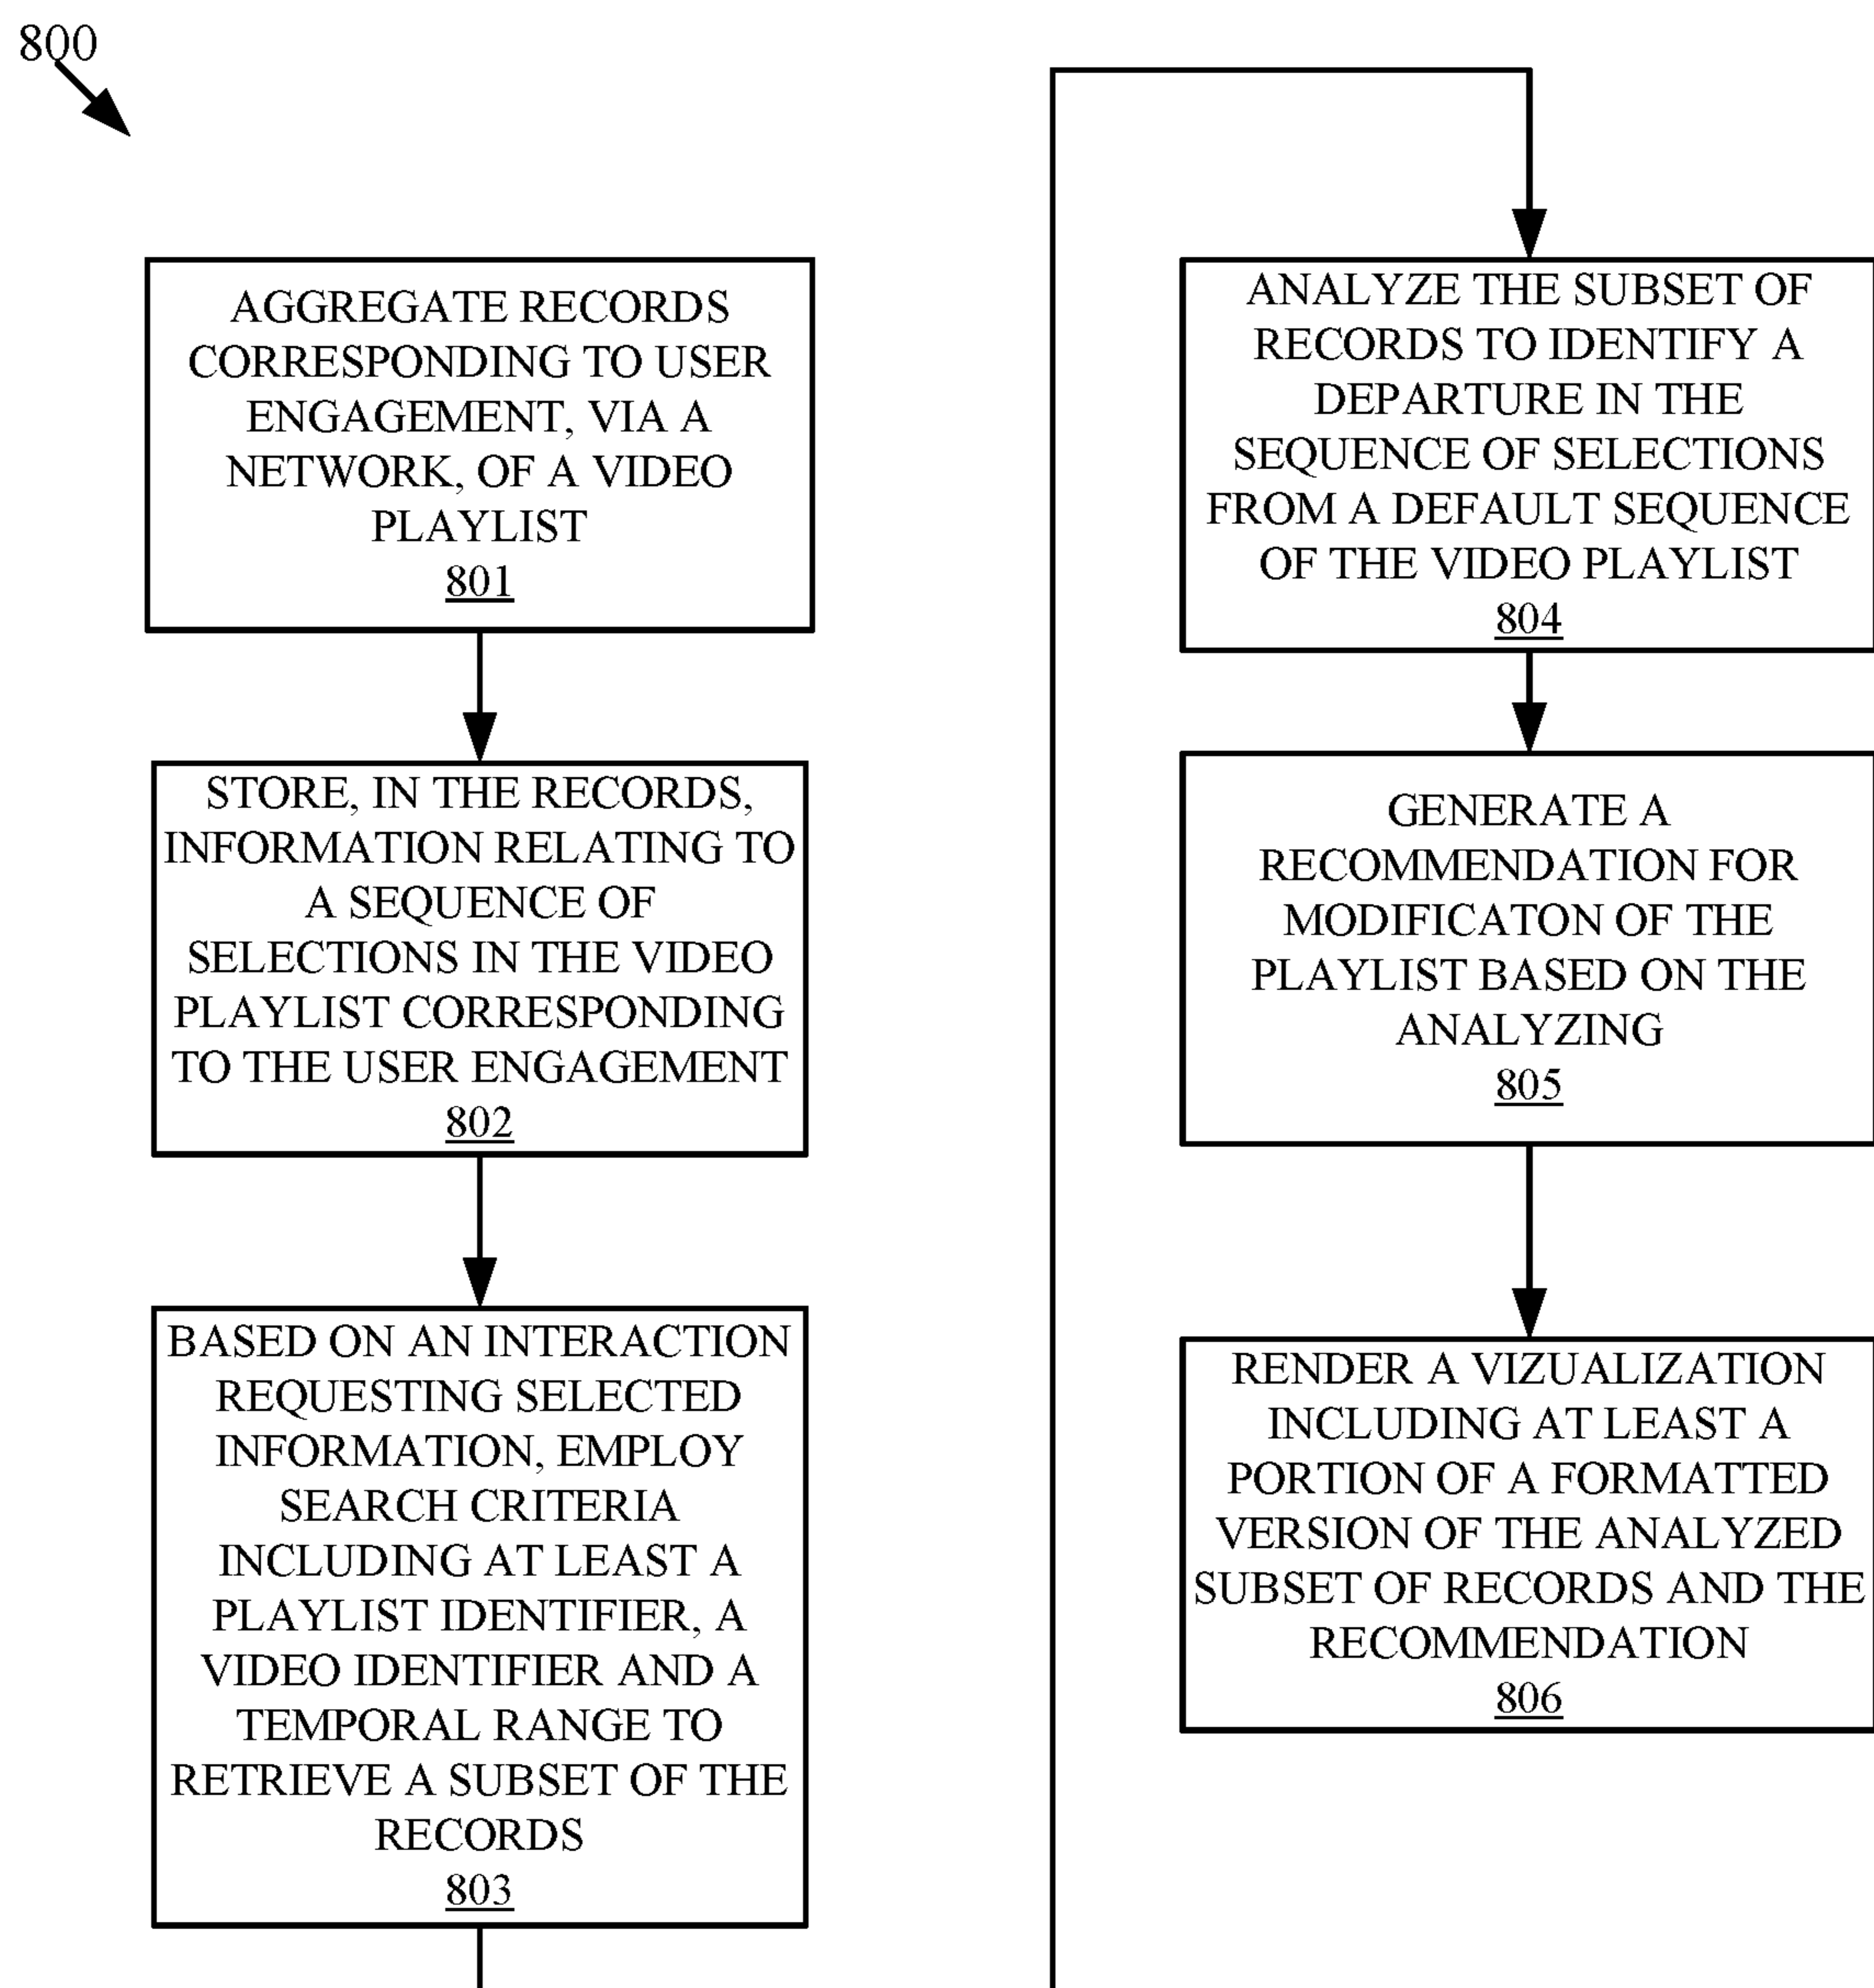 800
AGGREGATE RECORDS
CORRESPONDING TO USER
ENGAGEMENT, VIA A
NETWORK, OF A VIDEO
PLAYLIST
801
STORE, IN THE RECORDS,
INFORMATION RELATING TO
A SEQUENCE OF
SELECTIONS IN THE VIDEO
PLAYLIST CORRESPONDING
TO THE USER ENGAGEMENT
802
BASED ON AN INTERACTION
REQUESTING SELECTED
INFORMATION, EMPLOY
SEARCH CRITERIA
INCLUDING AT LEAST A
PLAYLIST IDENTIFIER, A
VIDEO IDENTIFIER AND A
TEMPORAL RANGE TO
RETRIEVE A SUBSET OF THE
RECORDS
803
ANALYZE THE SUBSET OF
RECORDS TO IDENTIFY A
DEPARTURE IN THE
SEQUENCE OF SELECTIONS
FROM A DEFAULT SEQUENCE
OF THE VIDEO PLAYLIST
804
GENERATE A
RECOMMENDATION FOR
MODIFICATON OF THE
PLAYLIST BASED ON THE
ANALYZING
805
RENDER A VIZUALIZATION
INCLUDING AT LEAST A
PORTION OF A FORMATTED
VERSION OF THE ANALYZED
SUBSET OF RECORDS AND THE
RECOMMENDATION
806